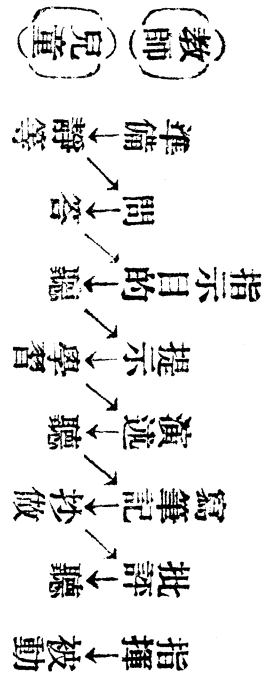 教師 兒童
準備 → 靜等
問 → 答
指示目的 → 聽
提示 → 學習
演述 → 聽
寫筆記 → 抄做
批評 → 聽
指揮 → 被動